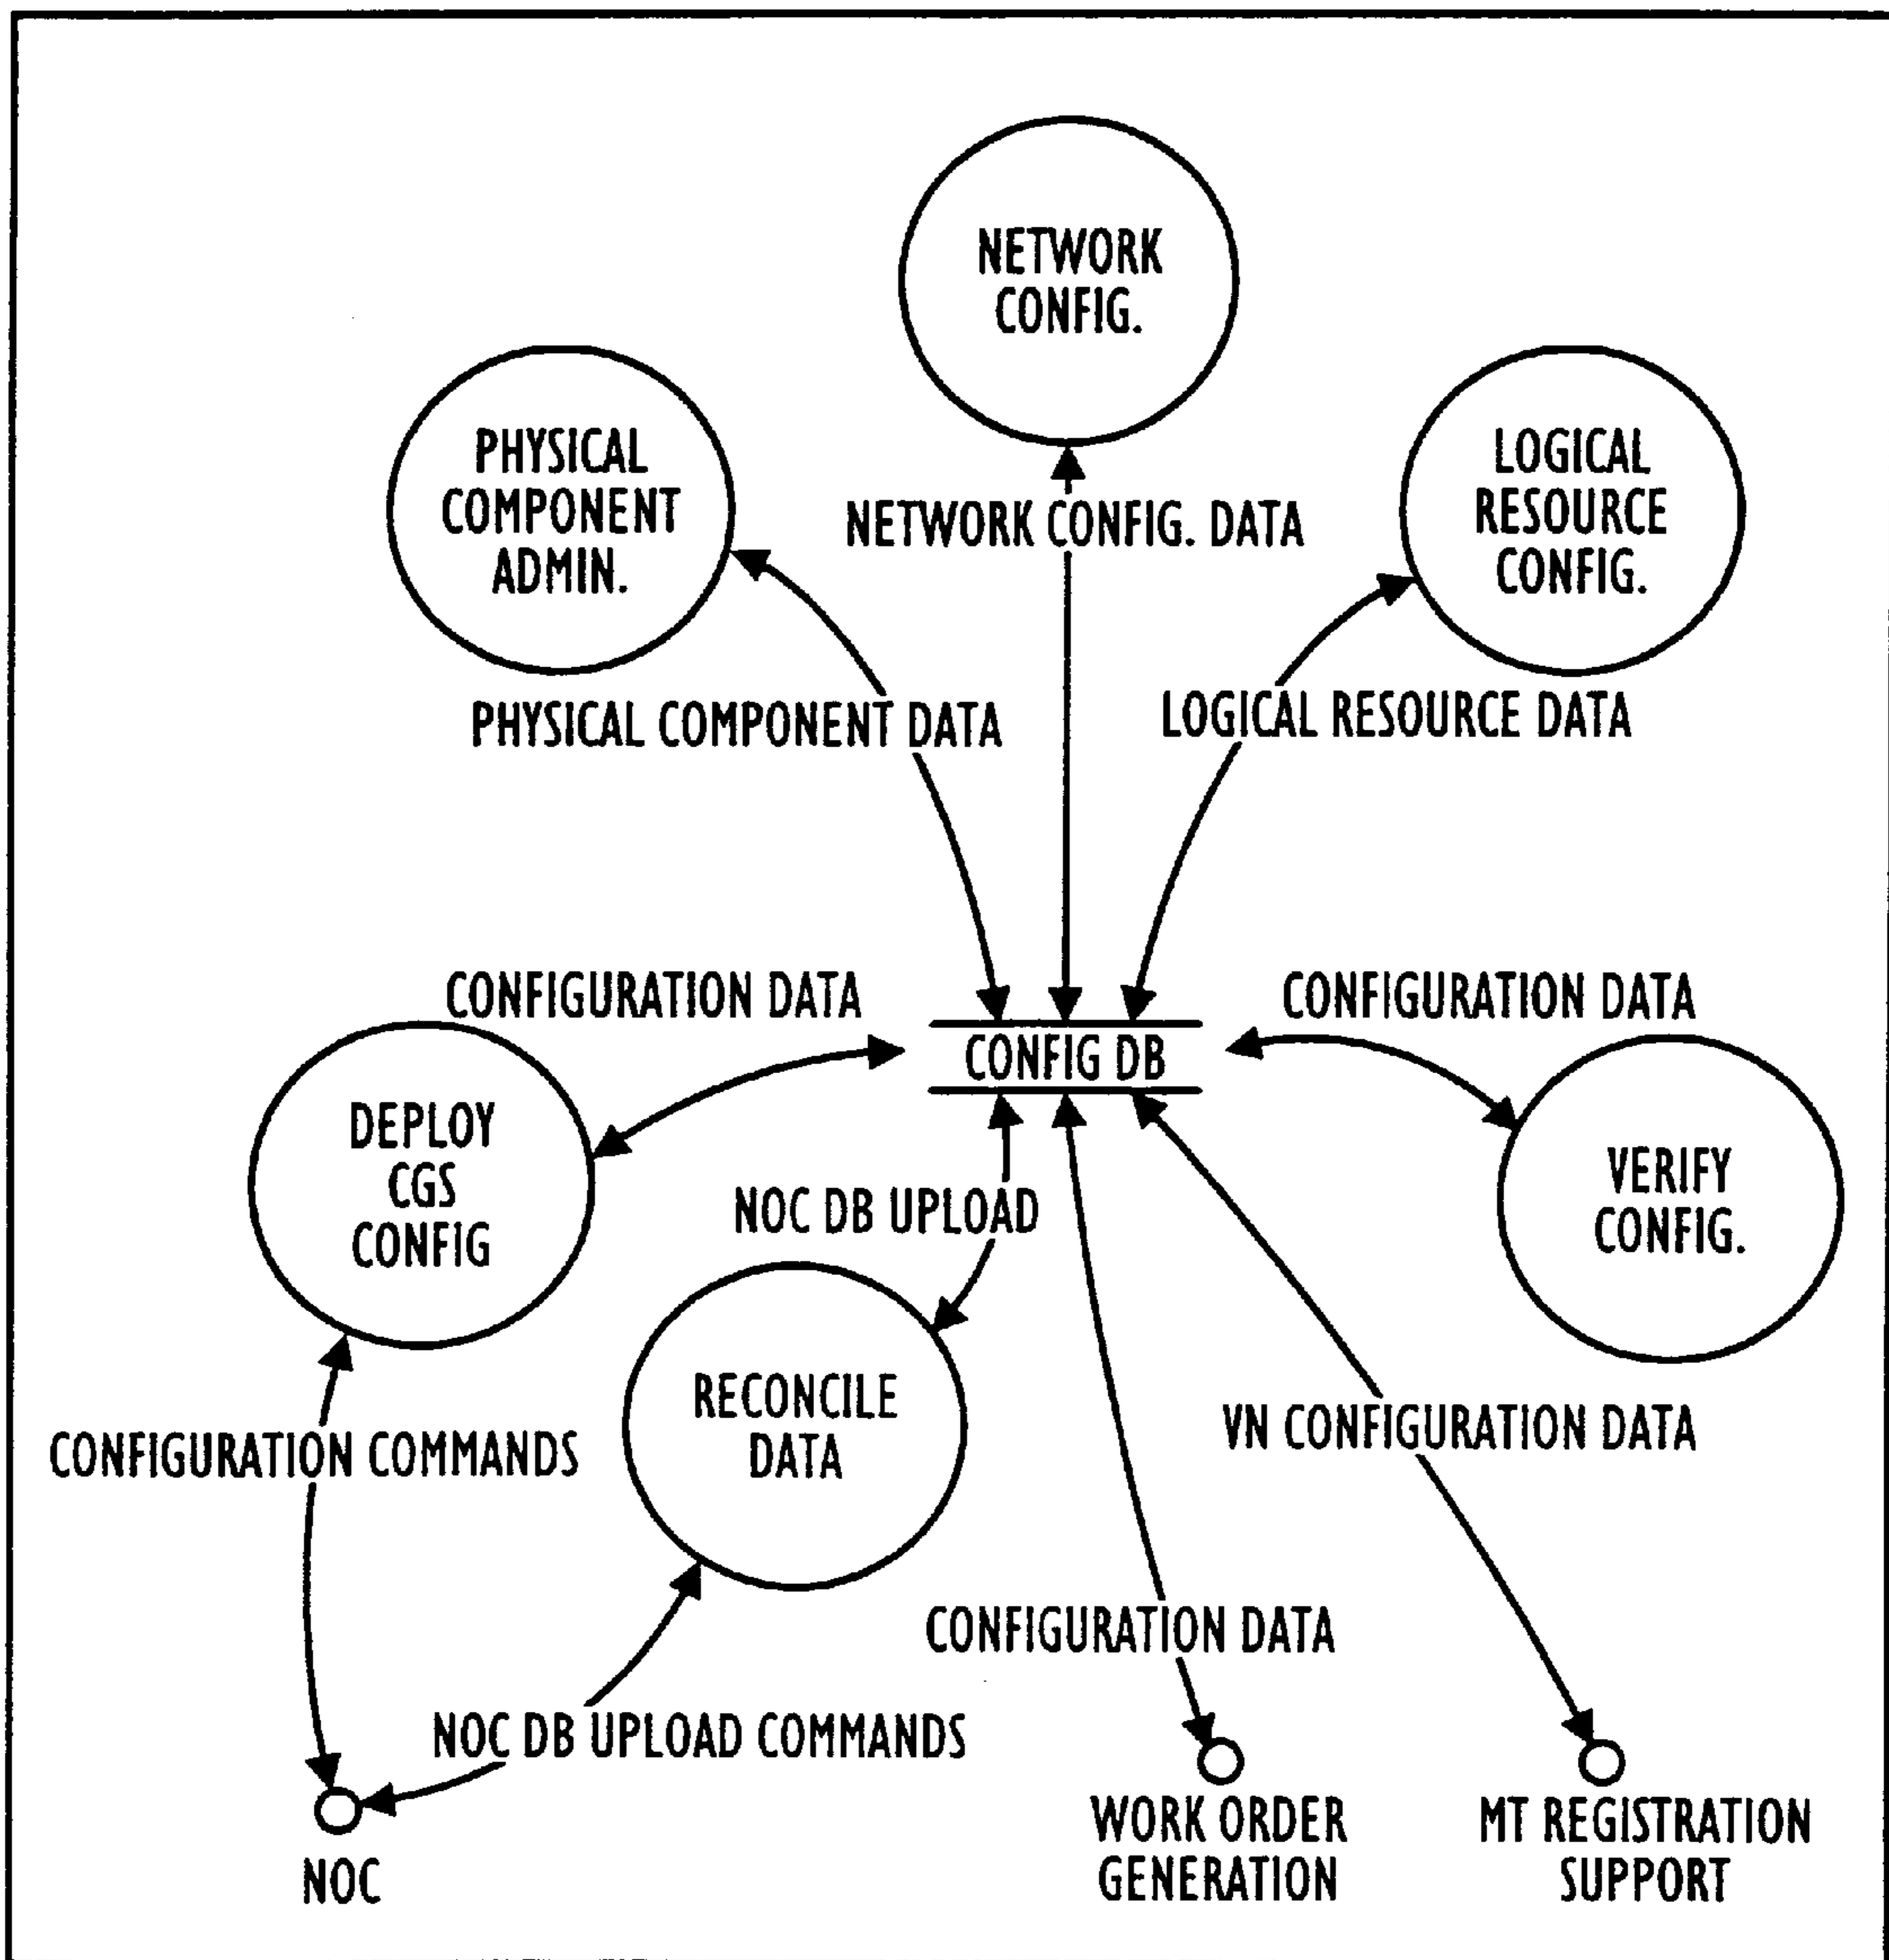 NETWORK
CONFIG.
PHYSICAL
COMPONENT
ADMIN.
LOGICAL
RESOURCE
CONFIG.
NETWORK CONFIG. DATA
PHYSICAL COMPONENT DATA
LOGICAL RESOURCE DATA
CONFIGURATION DATA
CONFIGURATION DATA
CONFIG DB
DEPLOY
CGS
CONFIG
VERIFY
CONFIG.
NOC DB UPLOAD
RECONCILE
DATA
CONFIGURATION COMMANDS
VN CONFIGURATION DATA
CONFIGURATION DATA
NOC DB UPLOAD COMMANDS
NOC
WORK ORDER
GENERATION
MT REGISTRATION
SUPPORT